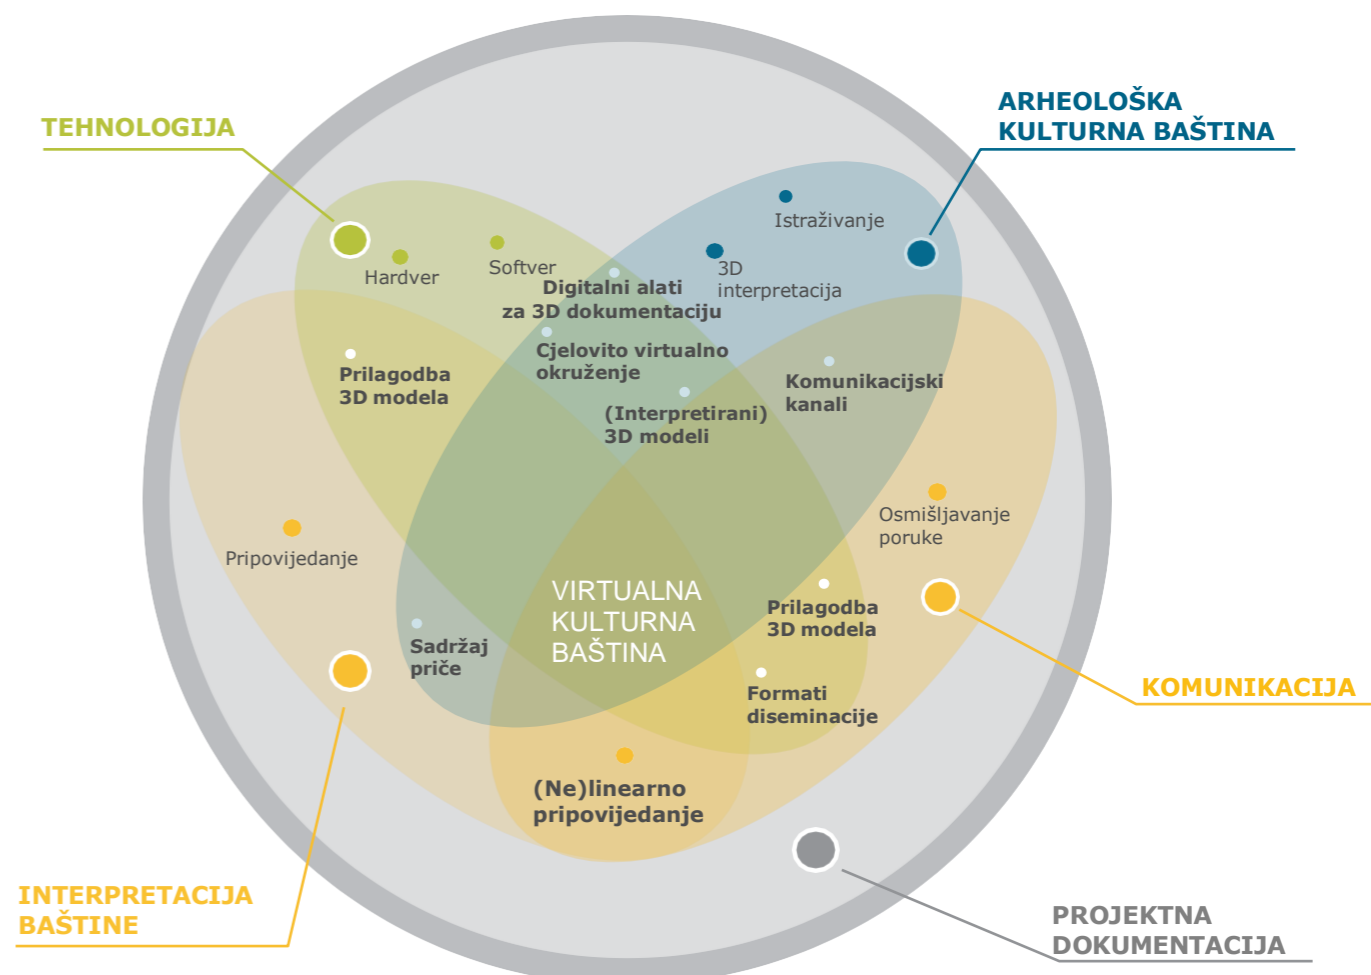 ARHEOLOŠKA
KULTURNA BAŠTINA
TEHNOLOGIJA
Istraživanje
Hardver
Softver
3D
interpretacija
Digitalni alati
za 3D dokumentaciju
Cjelovito virtualno
okruženje
Prilagodba
3D modela
Komunikacijski
kanali
(Interpretirani)
3D modeli
Osmišljavanje
poruke
Pripovijedanje
VIRTUALNA
KULTURNA
BAŠTINA
Prilagodba
3D modela
Sadržaj
priče
Formati
diseminacije
KOMUNIKACIJA
(Ne)linearno
pripovijedanje
INTERPRETACIJA
BAŠTINE
PROJEKTNA
DOKUMENTACIJA